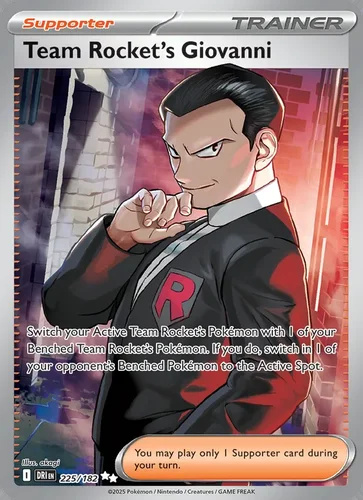 Supporter TRAINER
Team Rocket's Giovanni
R
Switch your Active Team Rocket's Pokémon with 1 of your
Benched Team Rocket's Pokémon. If you do, switch in 1 of
your opponent's Benched Pokémon to the Active Spot.
Illus. akagi
You may play only 1 Supporter card during
your turn.
I DRI EN 225/182 ★★
©2025 Pokémon / Nintendo / Creatures / GAME FREAK